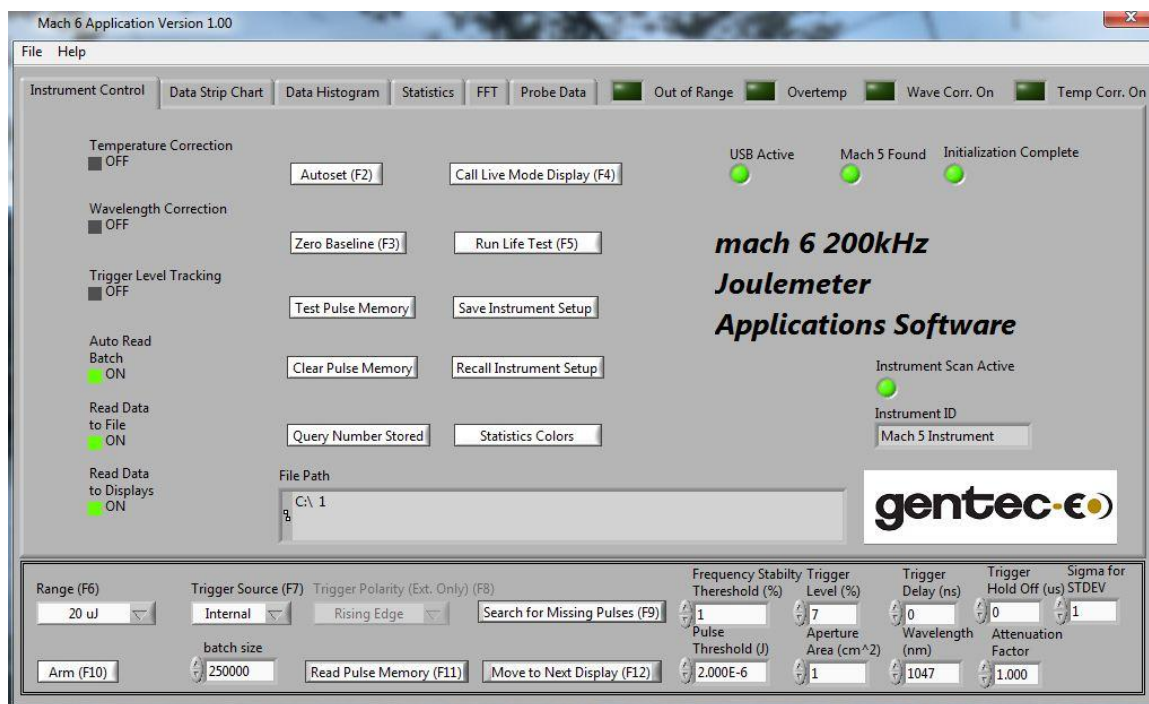 Mach 6 Application Version 1.00
File Help
Instrument Control Data Strip Chart Data Histogram Statistics FFT Probe Data Out of Range Overtemp Wave Corr. On Temp Corr. On
Temperature Correction
OFF
Autoset (F2) Call Live Mode Display (F4)
USB Active Mach 5 Found Initialization Complete
Wavelength Correction
OFF
Zero Baseline (F3) Run Life Test (F5)
mach 6 200kHz
Joulemeter
Applications Software
Trigger Level Tracking
OFF
Test Pulse Memory Save Instrument Setup
Auto Read
Batch
ON
Clear Pulse Memory Recall Instrument Setup
Instrument Scan Active
Read Data
to File
ON
Query Number Stored Statistics Colors
Instrument ID
Mach 5 Instrument
Read Data
to Displays
ON
File Path
C:\ 1
gentec-eo
Range (F6)
20 uJ
Trigger Source (F7)
Internal
Trigger Polarity (Ext. Only) (F8)
Rising Edge
Search for Missing Pulses (F9)
Frequency Stabilty
Thereshold (%)
1
Trigger
Level (%)
7
Trigger
Delay (ns)
0
Trigger
Hold Off (us)
0
Sigma for
STDEV
1
Arm (F10)
batch size
250000
Read Pulse Memory (F11) Move to Next Display (F12)
Pulse
Threshold (J)
2.000E-6
Aperture
Area (cm^2)
1
Wavelength
(nm)
1047
Attenuation
Factor
1.000